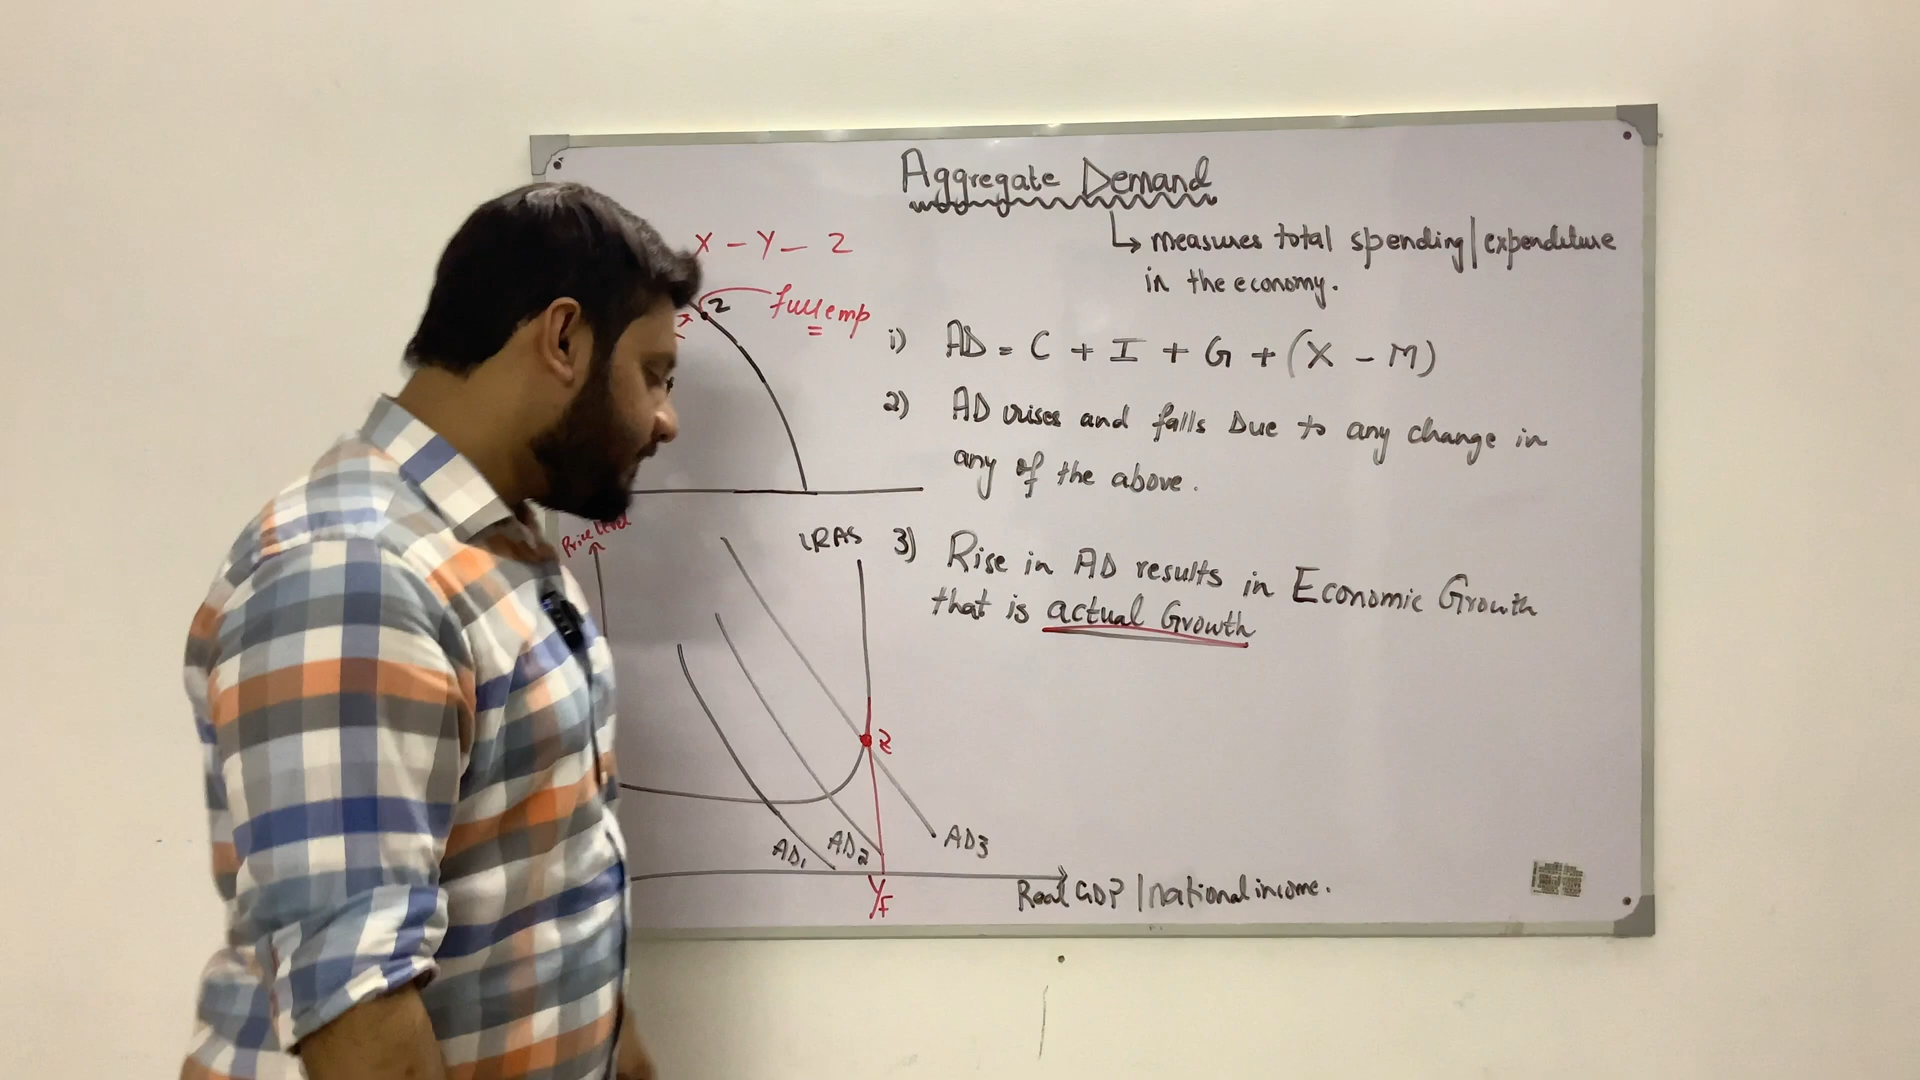 Aggregate Demand
↳ measures total spending/expenditure
in the economy.
X – Y – Z
Z
full emp
i) AD = C + I + G + (X – M)
2) AD rises and falls Due to any change in
any of the above.
3) Rise in AD results in Economic Growth
that is actual Growth
Price level
LRAS
Z
AD1
AD2
AD3
YF
Real GDP/national income.